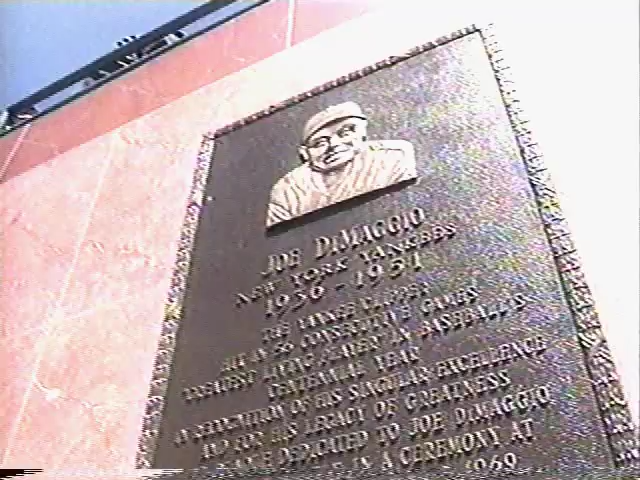 JOE DiMAGGIO
NEW YORK YANKEES
1936 - 1951
THE YANKEE CLIPPER
HIT IN 56 CONSECUTIVE GAMES
GREATEST LIVING PLAYER IN BASEBALL'S
CENTENNIAL YEAR
IN RECOGNITION OF HIS SINGULAR EXCELLENCE
AND FOR HIS LEGACY OF GREATNESS
DEDICATED TO JOE DiMAGGIO
IN A CEREMONY AT
1969